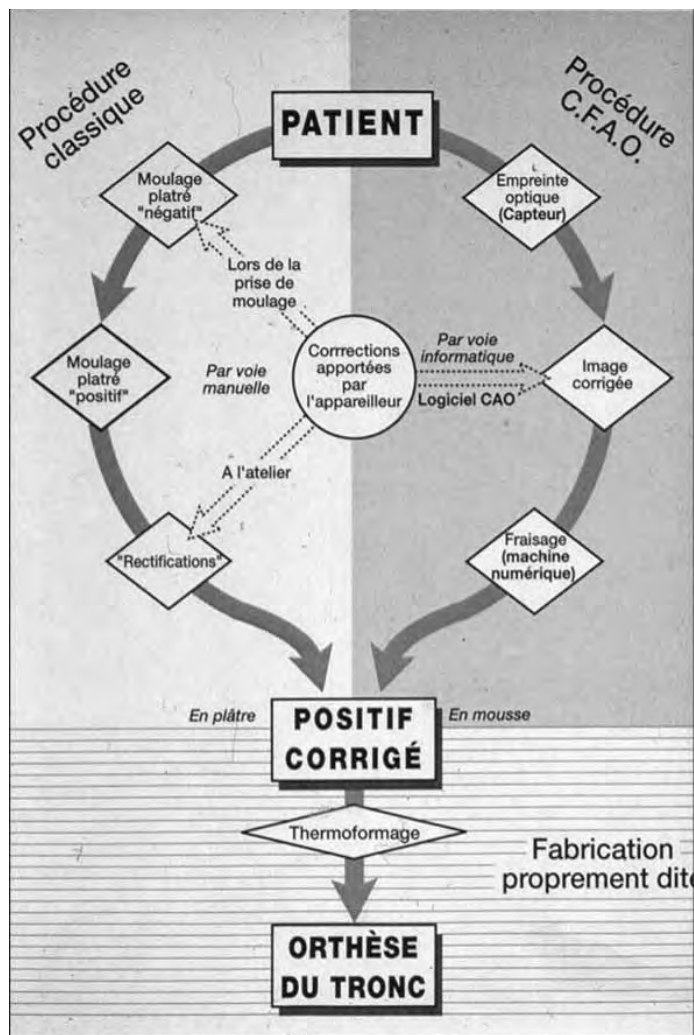 Procédure
classique
Procédure
C.F.A.O.
PATIENT
Moulage
platré
"négatif"
Empreinte
optique
(Capteur)
Lors de la
prise de
moulage
Moulage
platré
"positif"
Par voie
manuelle
Corrrections
apportées
par
l'appareilleur
Par voie
informatique
Logiciel CAO
Image
corrigée
A l'atelier
"Rectifications"
Fraisage
(machine
numérique)
En plâtre
POSITIF
CORRIGÉ
En mousse
Thermoformage
Fabrication
proprement dite
ORTHÈSE
DU TRONC